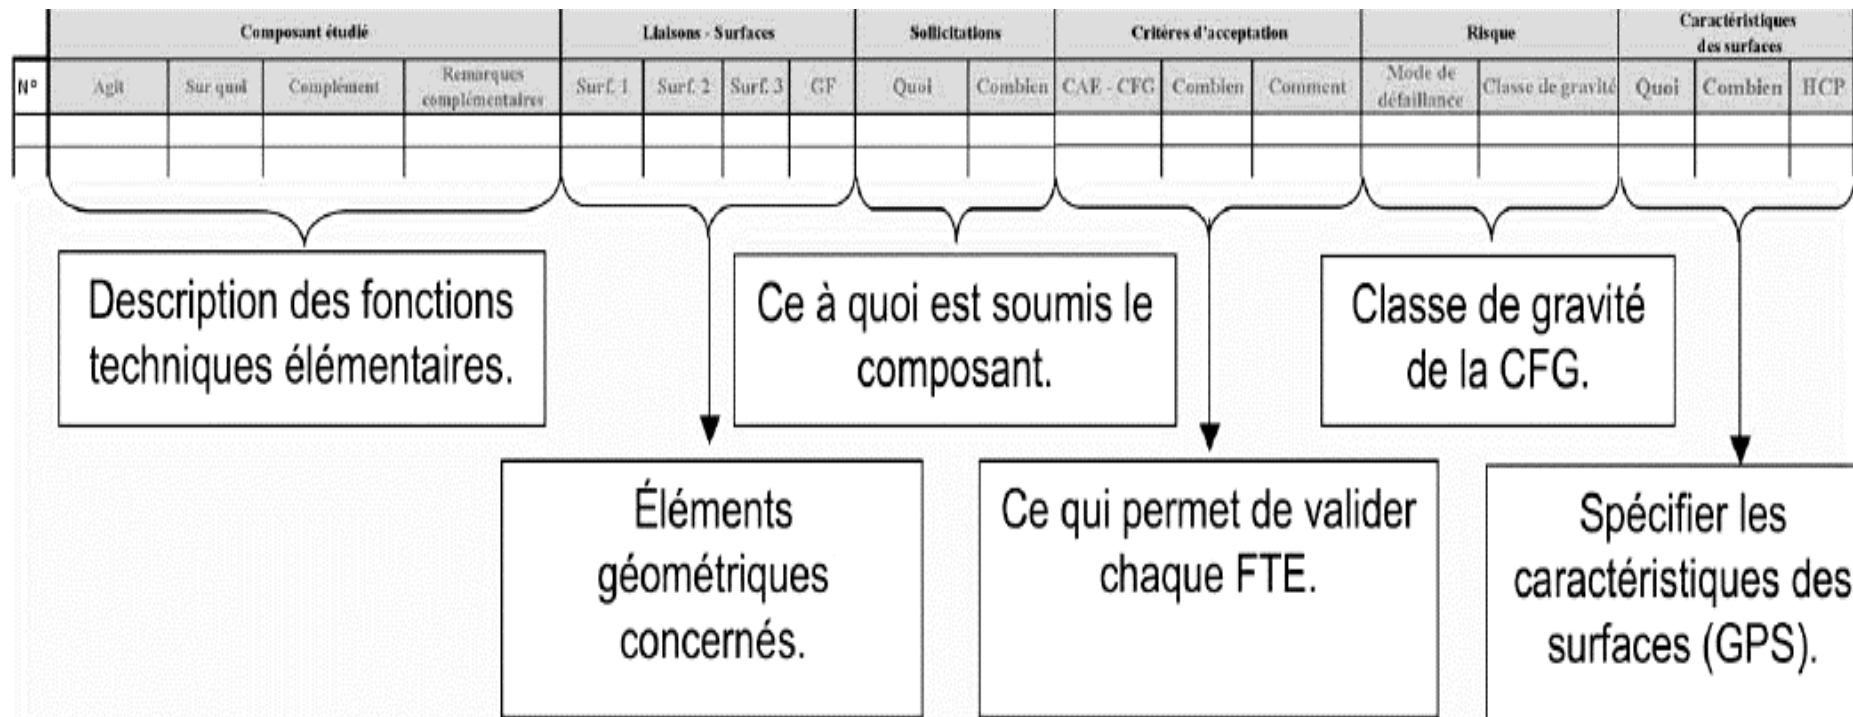 Composant étudié Liaisons - Surfaces Sollicitations Critères d'acceptation Risque Caractéristiques des surfaces
N° Agit Sur quoi Complément Remarques complémentaires Surf. 1 Surf. 2 Surf. 3 GF Quoi Combien CAE - CFG Combien Comment Mode de défaillance Classe de gravité Quoi Combien HCP
Description des fonctions
techniques élémentaires.
Ce à quoi est soumis le
composant.
Classe de gravité
de la CFG.
Éléments
géométriques
concernés.
Ce qui permet de valider
chaque FTE.
Spécifier les
caractéristiques des
surfaces (GPS).